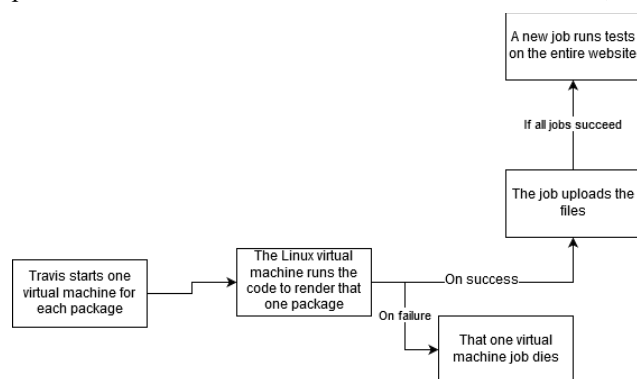 A new job runs tests
on the entire website
If all jobs succeed
The job uploads the
files
The Linux virtual
machine runs the
code to render that
one package
Travis starts one
virtual machine for
each package
On success
On failure
That one virtual
machine job dies